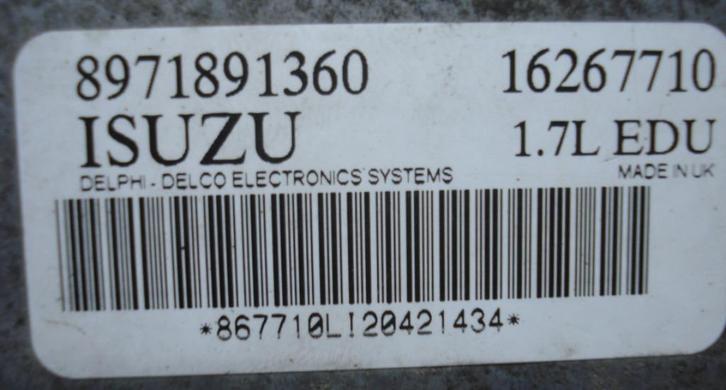 8971891360 16267710
ISUZU 1.7L EDU
DELPHI - DELCO ELECTRONICS SYSTEMS MADE IN UK
*867710LI20421434*